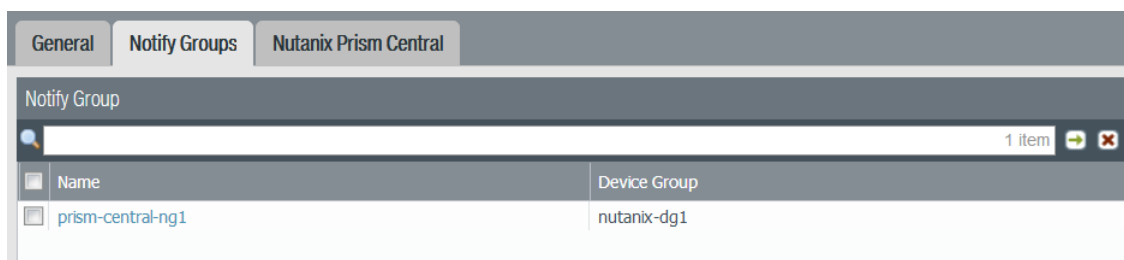 General Notify Groups Nutanix Prism Central
Notify Group
1 item
Name Device Group
prism-central-ng1 nutanix-dg1